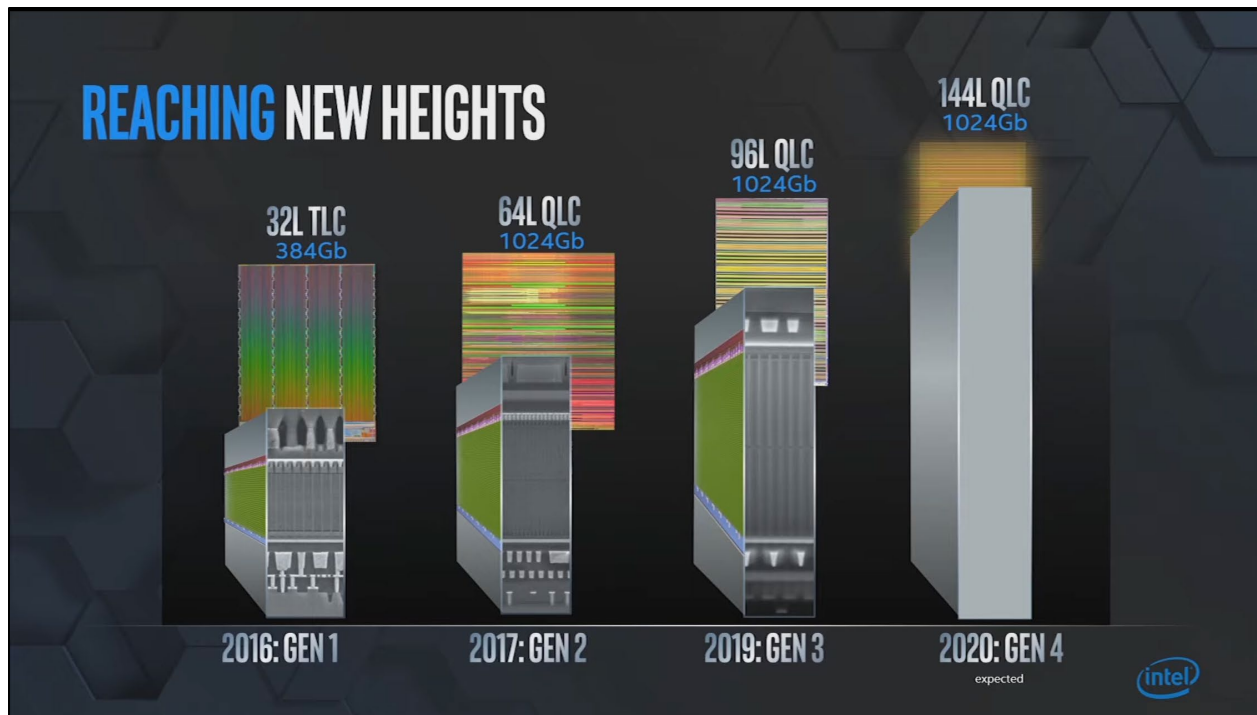 REACHING NEW HEIGHTS
32L TLC
384Gb
64L QLC
1024Gb
96L QLC
1024Gb
144L QLC
1024Gb
2016: GEN 1
2017: GEN 2
2019: GEN 3
2020: GEN 4
expected
intel